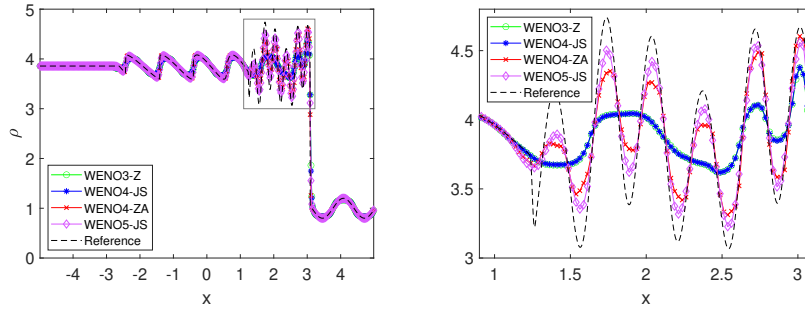 5
4
3
2
1
0
ρ
WENO3-Z
WENO4-JS
WENO4-ZA
WENO5-JS
Reference
-4 -3 -2 -1 0 1 2 3 4
x
4.5
4
3.5
3
WENO3-Z
WENO4-JS
WENO4-ZA
WENO5-JS
Reference
1 1.5 2 2.5 3
x